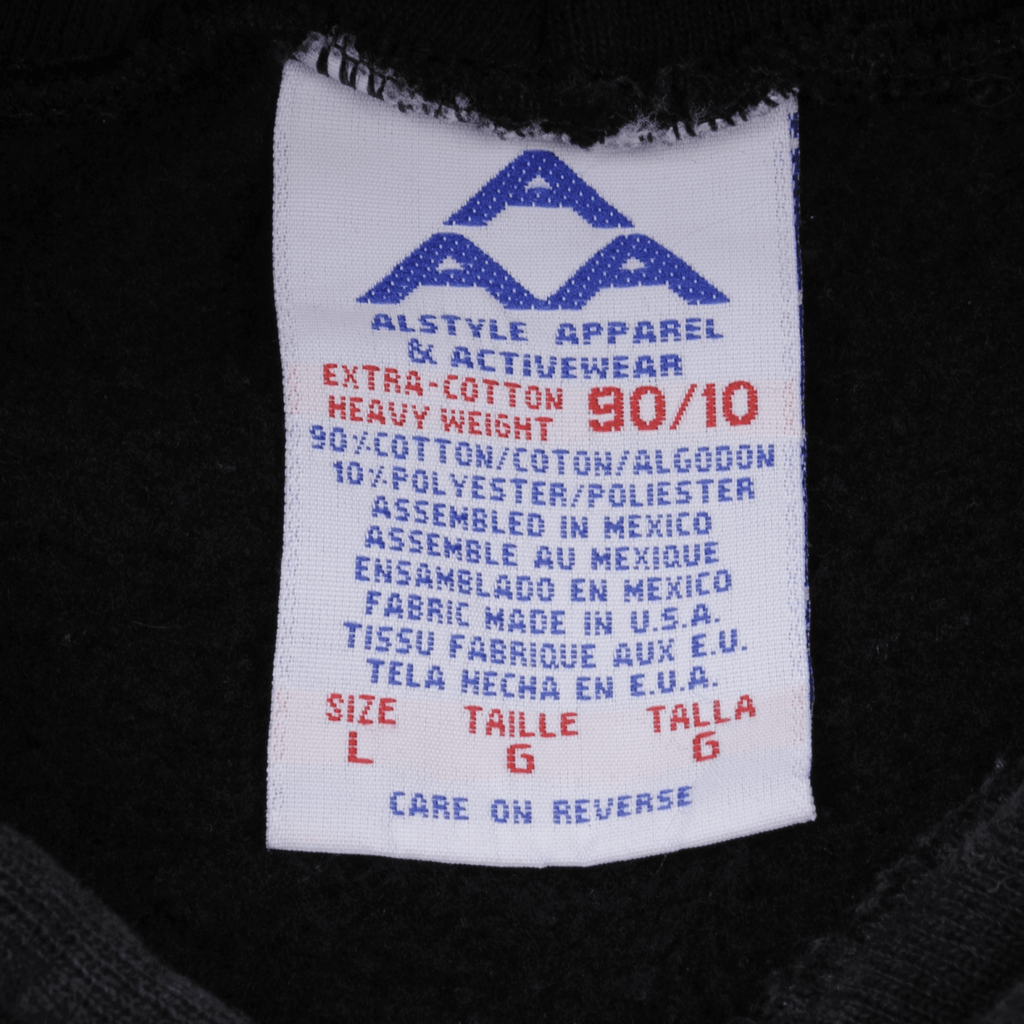 A
A A
ALSTYLE APPAREL
& ACTIVEWEAR
EXTRA-COTTON
HEAVY WEIGHT
90/10
90%COTTON/COTON/ALGODON
10%POLYESTER/POLIESTER
ASSEMBLED IN MEXICO
ASSEMBLE AU MEXIQUE
ENSAMBLADO EN MEXICO
FABRIC MADE IN U.S.A.
TISSU FABRIQUE AUX E.U.
TELA HECHA EN E.U.A.
SIZE TAILLE TALLA
L G G
CARE ON REVERSE